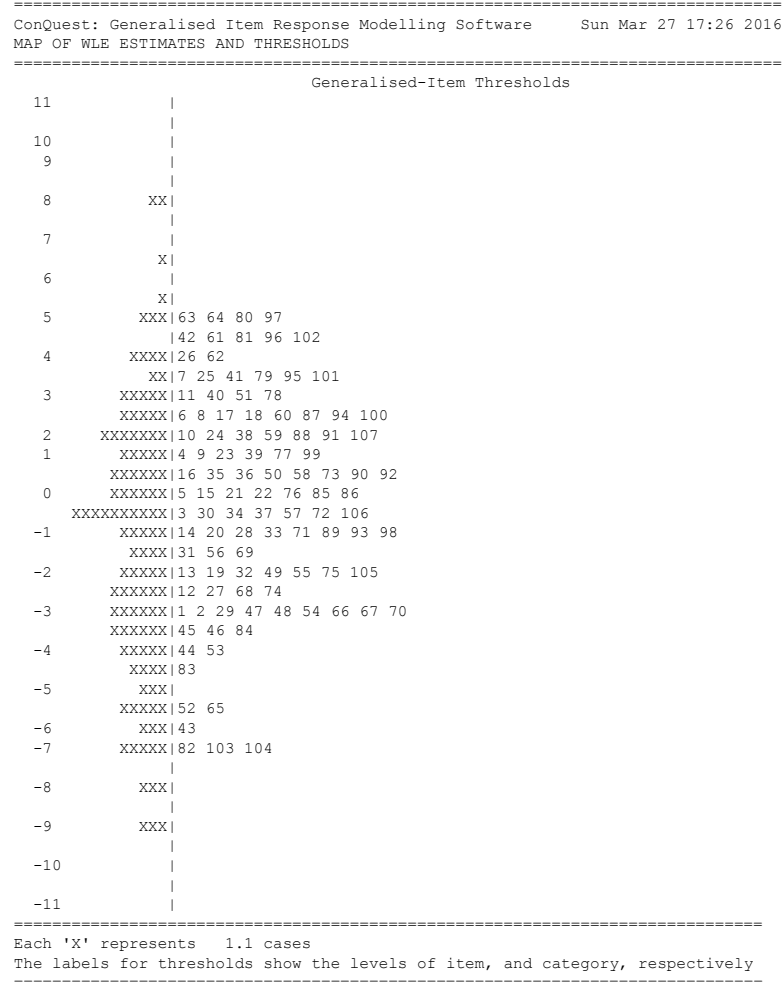 ================================================================================
ConQuest: Generalised Item Response Modelling Software     Sun Mar 27 17:26 2016
MAP OF WLE ESTIMATES AND THRESHOLDS
================================================================================
                               Generalised-Item Thresholds
  11            |
                |
  10            |
   9            |
                |
   8          XX|
                |
   7            |
               X|
   6            |
               X|
   5         XXX|63 64 80 97
                |42 61 81 96 102
   4        XXXX|26 62
              XX|7 25 41 79 95 101
   3       XXXXX|11 40 51 78
           XXXXX|6 8 17 18 60 87 94 100
   2     XXXXXXX|10 24 38 59 88 91 107
   1       XXXXX|4 9 23 39 77 99
          XXXXXX|16 35 36 50 58 73 90 92
   0      XXXXXX|5 15 21 22 76 85 86
      XXXXXXXXXX|3 30 34 37 57 72 106
  -1       XXXXX|14 20 28 33 71 89 93 98
            XXXX|31 56 69
  -2       XXXXX|13 19 32 49 55 75 105
          XXXXXX|12 27 68 74
  -3      XXXXXX|1 2 29 47 48 54 66 67 70
          XXXXXX|45 46 84
  -4       XXXXX|44 53
            XXXX|83
  -5         XXX|
           XXXXX|52 65
  -6         XXX|43
  -7       XXXXX|82 103 104
                |
  -8         XXX|
                |
  -9         XXX|
                |
  -10           |
                |
  -11           |
==============================================================================
Each 'X' represents   1.1 cases
The labels for thresholds show the levels of item, and category, respectively
------------------------------------------------------------------------------